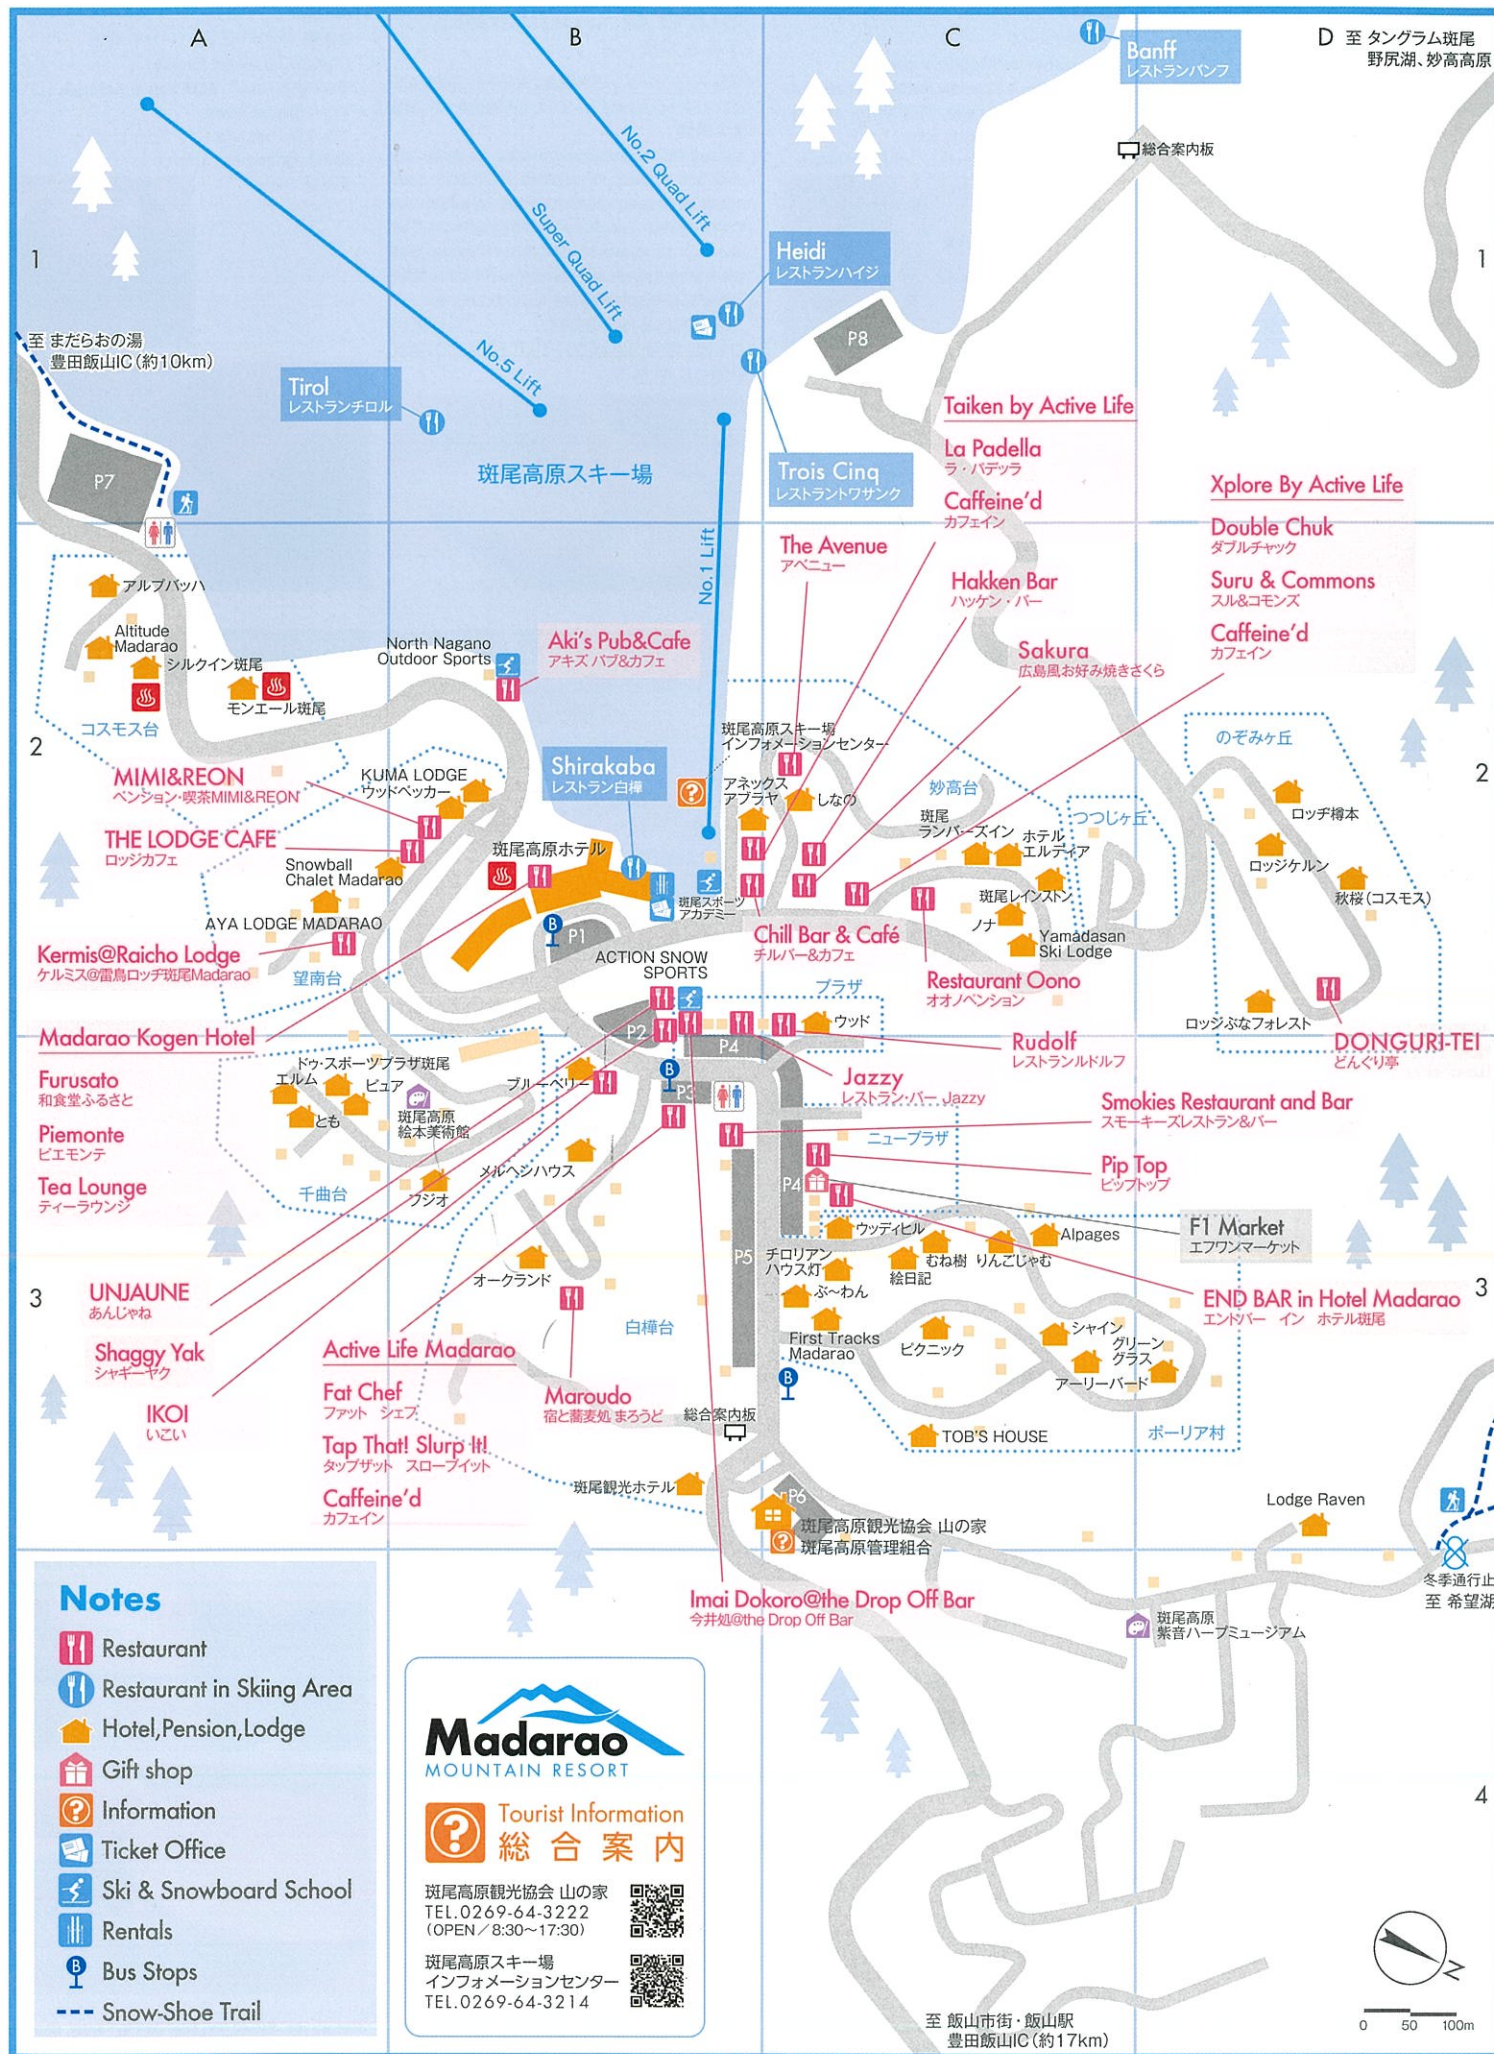 A
B
C
D
至 タングラム斑尾
野尻湖、妙高高原
Banff
レストランバンフ
総合案内板
No.2 Quad Lift
Super Quad Lift
No.5 Lift
1
1
Heidi
レストランハイジ
P8
至 まだらおの湯
豊田飯山IC(約10km)
Tirol
レストランチロル
斑尾高原スキー場
Trois Cinq
レストラントワサンク
P7
Taiken by Active Life
La Padella
ラ・パデッラ
Caffeine'd
カフェイン
Xplore By Active Life
Double Chuk
ダブルチャック
Suru & Commons
スル&コモンズ
Caffeine'd
カフェイン
No.1 Lift
The Avenue
アベニュー
Hakken Bar
ハッケン・バー
Sakura
広島風お好み焼きさくら
アルプバッハ
Altitude
Madarao
シルクイン斑尾
モンエール斑尾
コスモス台
North Nagano
Outdoor Sports
Aki's Pub&Cafe
アキズ パブ&カフェ
2
2
MIMI&REON
ペンション・喫茶MIMI&REON
THE LODGE CAFE
ロッジカフェ
KUMA LODGE
ウッドペッカー
Snowball
Chalet Madarao
AYA LODGE MADARAO
Kermis@Raicho Lodge
ケルミス@雷鳥ロッヂ斑尾Madarao
望南台
Shirakaba
レストラン白樺
斑尾高原ホテル
斑尾高原スキー場
インフォメーションセンター
アネックス
アブラヤ
しなの
妙高台
斑尾
ランバーズイン
ホテル
エルディア
つつじヶ丘
のぞみヶ丘
ロッヂ樽本
ロッジケルン
秋桜(コスモス)
斑尾レインストン
ノナ
Yamadasan
Ski Lodge
斑尾スポーツ
アカデミー
P1
ACTION SNOW
SPORTS
Chill Bar & Café
チルバー&カフェ
Restaurant Oono
オオノペンション
プラザ
ウッド
ロッジぶなフォレスト
DONGURI-TEI
どんぐり亭
P2
P4
Rudolf
レストランルドルフ
Jazzy
レストラン・バー Jazzy
Madarao Kogen Hotel
Furusato
和食堂ふるさと
Piemonte
ピエモンテ
Tea Lounge
ティーラウンジ
ドゥ・スポーツプラザ斑尾
エルム
ピュア
とも
斑尾高原
絵本美術館
千曲台
フジオ
ブルーベリー
メルヘンハウス
P3
Smokies Restaurant and Bar
スモーキーズレストラン&バー
ニュープラザ
Pip Top
ピップトップ
P4
F1 Market
エフワンマーケット
ウッディヒル
Alpages
むね樹
りんごじゃむ
絵日記
チロリアン
ハウス灯
ぶ〜わん
First Tracks
Madarao
P5
オークランド
END BAR in Hotel Madarao
エンドバー イン ホテル斑尾
3
3
UNJAUNE
あんじゃね
Shaggy Yak
シャギーヤク
IKOI
いこい
Active Life Madarao
Fat Chef
ファット シェフ
Tap That! Slurp It!
タップザット スロープイット
Caffeine'd
カフェイン
Maroudo
宿と蕎麦処 まろうど
白樺台
ピクニック
シャイン
グリーン
グラス
アーリーバード
総合案内板
TOB'S HOUSE
ポーリア村
斑尾観光ホテル
P6
斑尾高原観光協会 山の家
斑尾高原管理組合
Lodge Raven
冬季通行止
至 希望湖
Imai Dokoro@the Drop Off Bar
今井処@the Drop Off Bar
斑尾高原
紫音ハープミュージアム
Notes
Restaurant
Restaurant in Skiing Area
Hotel,Pension,Lodge
Gift shop
Information
Ticket Office
Ski & Snowboard School
Rentals
Bus Stops
Snow-Shoe Trail
Madarao
MOUNTAIN RESORT
Tourist Information
総合案内
斑尾高原観光協会 山の家
TEL.0269-64-3222
(OPEN/8:30〜17:30)
斑尾高原スキー場
インフォメーションセンター
TEL.0269-64-3214
4
至 飯山市街・飯山駅
豊田飯山IC(約17km)
N
0 50 100m